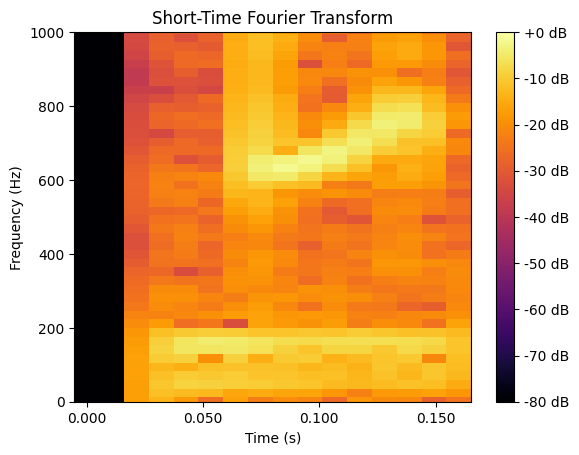 Short-Time Fourier Transform
1000
800
600
400
200
0
Frequency (Hz)
0.000
0.050
0.100
0.150
Time (s)
+0 dB
-10 dB
-20 dB
-30 dB
-40 dB
-50 dB
-60 dB
-70 dB
-80 dB